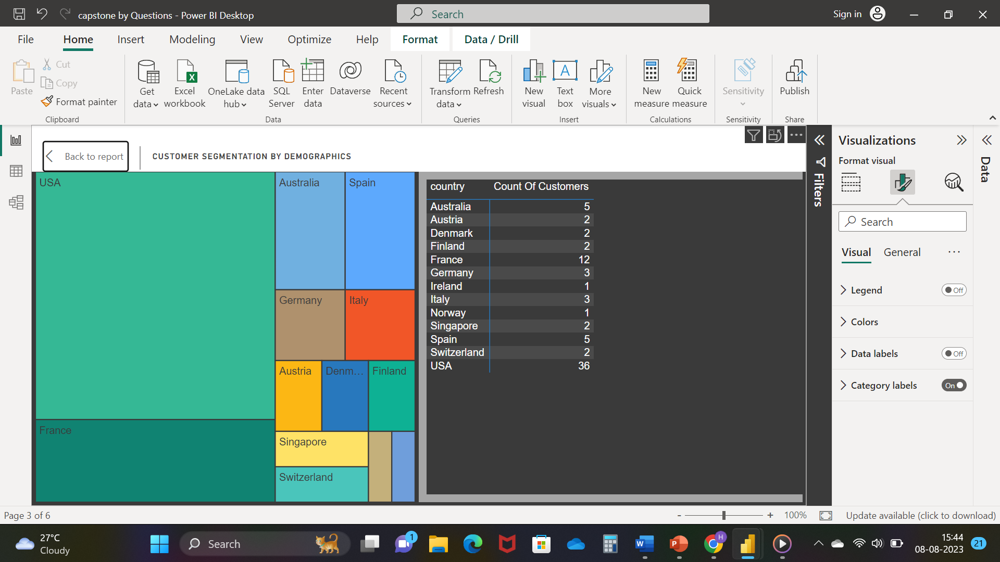 capstone by Questions - Power BI Desktop
Search
Sign in
File Home Insert Modeling View Optimize Help Format Data / Drill
Paste
Cut
Copy
Format painter
Clipboard
Get data
Excel workbook
OneLake data hub
SQL Server
Enter data
Dataverse
Recent sources
Data
Transform data
Refresh
Queries
New visual
Text box
More visuals
Insert
New measure
Quick measure
Calculations
Sensitivity
Sensitivity
Publish
Share
Back to report
CUSTOMER SEGMENTATION BY DEMOGRAPHICS
USA
Australia
Spain
Germany
Italy
Austria
Denm...
Finland
France
Singapore
Switzerland
country Count Of Customers
Australia 5
Austria 2
Denmark 2
Finland 2
France 12
Germany 3
Ireland 1
Italy 3
Norway 1
Singapore 2
Spain 5
Switzerland 2
USA 36
Filters
Visualizations
Format visual
Search
Visual General
Legend Off
Colors
Data labels Off
Category labels On
Data
Page 3 of 6
- + 100%
Update available (click to download)
27°C
Cloudy
Search
1
H
15:44
08-08-2023
21